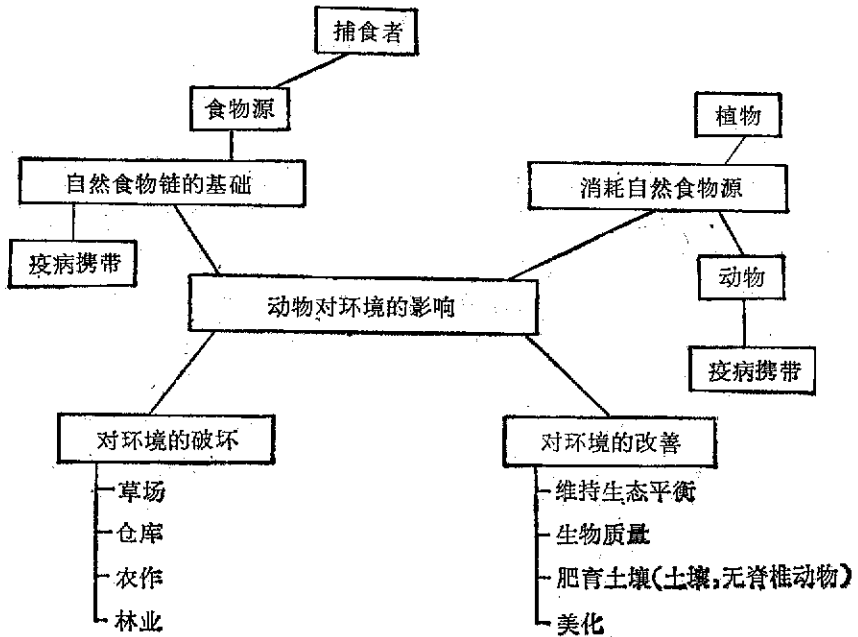 捕食者
食物源
植物
自然食物链的基础
消耗自然食物源
疫病携带
动物
动物对环境的影响
疫病携带
对环境的破坏
对环境的改善
草场
维持生态平衡
仓库
生物质量
农作
肥育土壤(土壤,无脊椎动物)
林业
美化